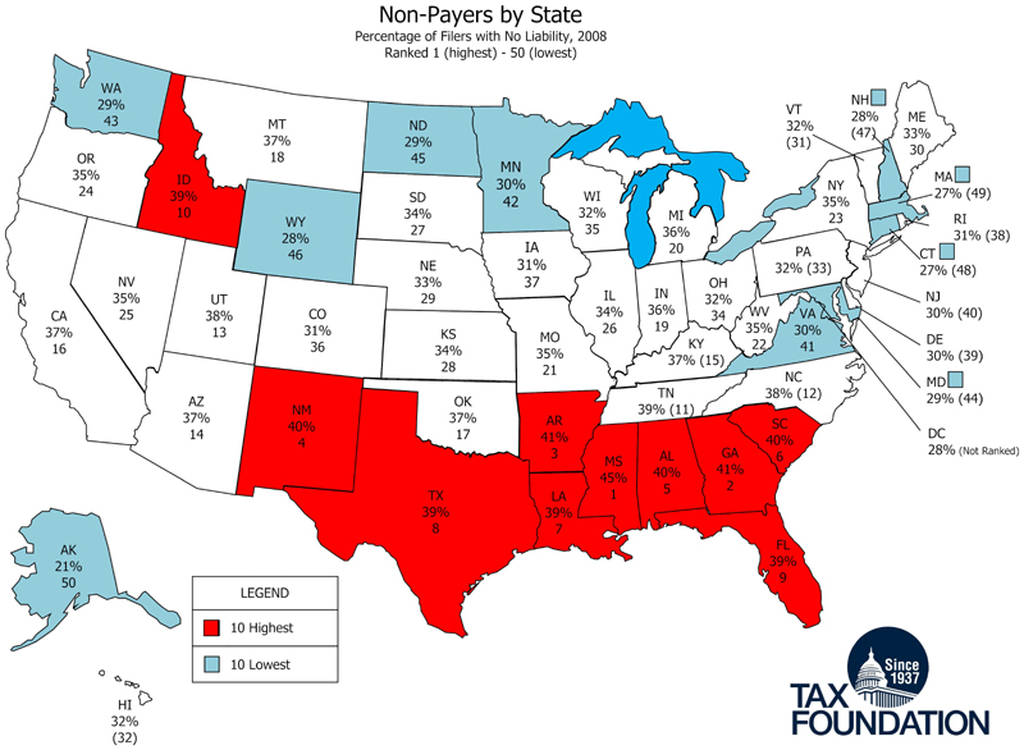 Non-Payers by State
Percentage of Filers with No Liability, 2008
Ranked 1 (highest) - 50 (lowest)
WA
29%
43
OR
35%
24
ID
39%
10
MT
37%
18
ND
29%
45
MN
30%
42
WY
28%
46
SD
34%
27
WI
32%
35
MI
36%
20
VT
32%
(31)
NH
28%
(47)
ME
33%
30
MA
27% (49)
RI
31% (38)
CT
27% (48)
NY
35%
23
PA
32% (33)
NJ
30% (40)
DE
30% (39)
MD
29% (44)
DC
28% (Not Ranked)
CA
37%
16
NV
35%
25
UT
38%
13
CO
31%
36
NE
33%
29
IA
31%
37
KS
34%
28
IL
34%
26
IN
36%
19
OH
32%
34
WV
35%
22
VA
30%
41
KY
37% (15)
MO
35%
21
TN
39% (11)
NC
38% (12)
AZ
37%
14
NM
40%
4
OK
37%
17
AR
41%
3
TX
39%
8
LA
39%
7
MS
45%
1
AL
40%
5
GA
41%
2
SC
40%
6
FL
39%
9
AK
21%
50
HI
32%
(32)
LEGEND
10 Highest
10 Lowest
Since
1937
TAX
FOUNDATION